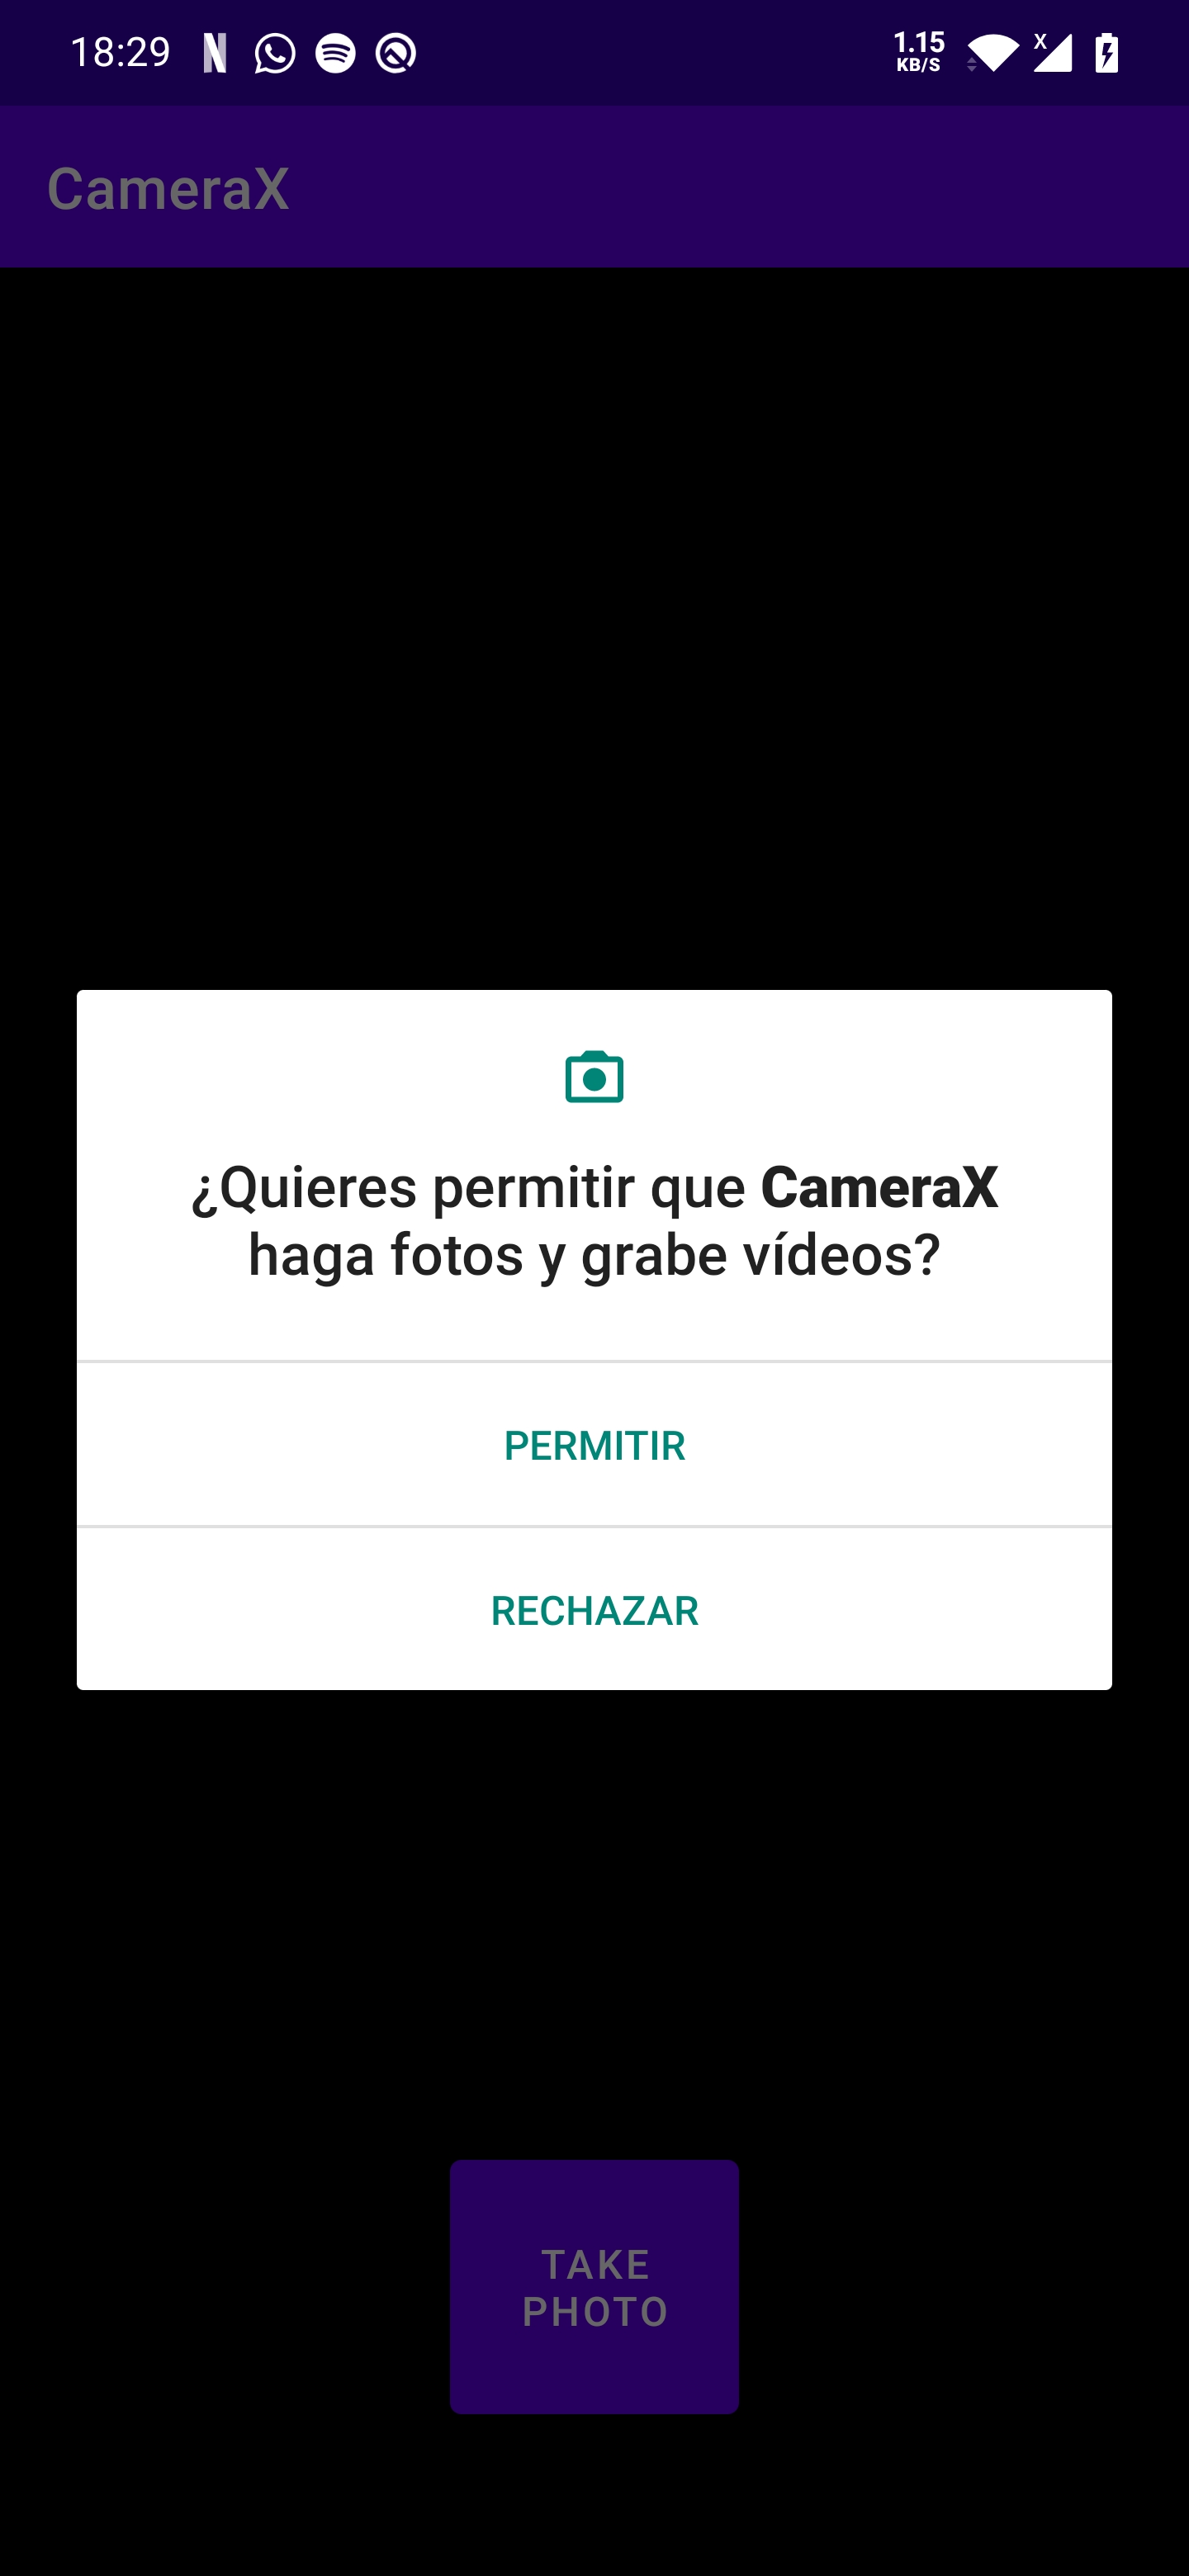 18:29
1.15
KB/S
X
CameraX
¿Quieres permitir que CameraX
haga fotos y grabe vídeos?
PERMITIR
RECHAZAR
TAKE
PHOTO